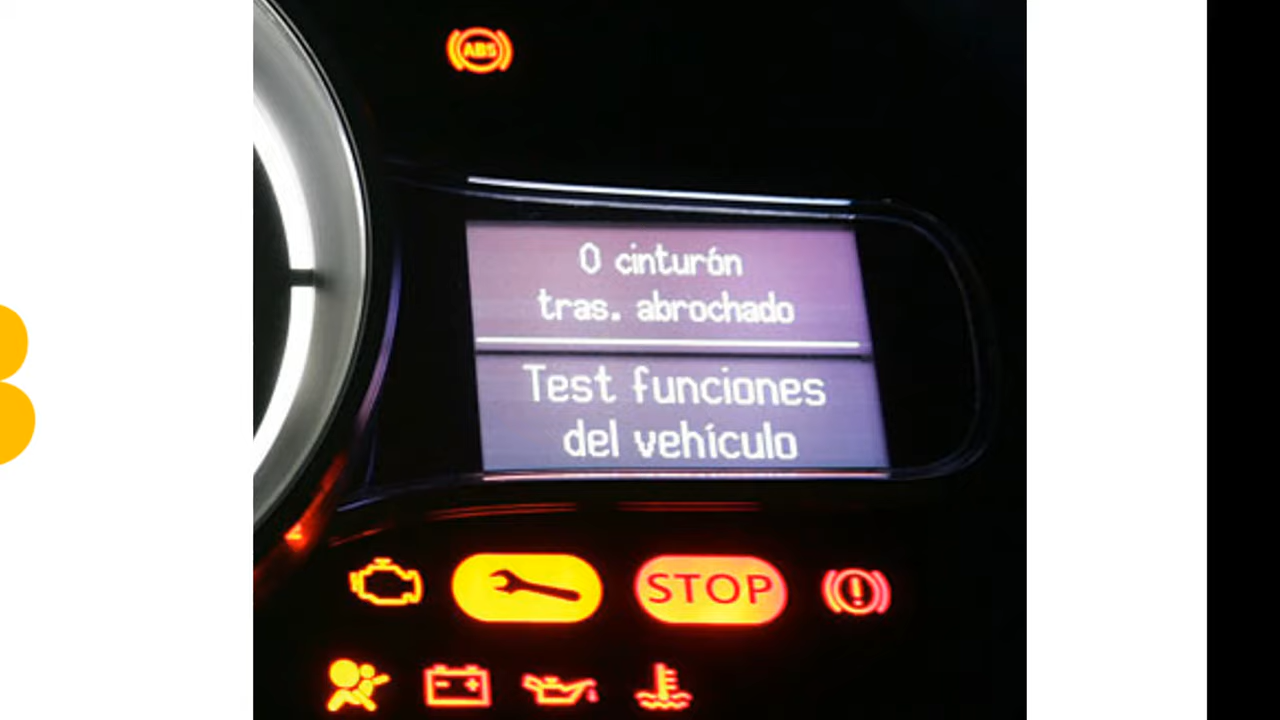 ABS
0 cinturón
tras. abrochado
Test funciones
del vehículo
STOP